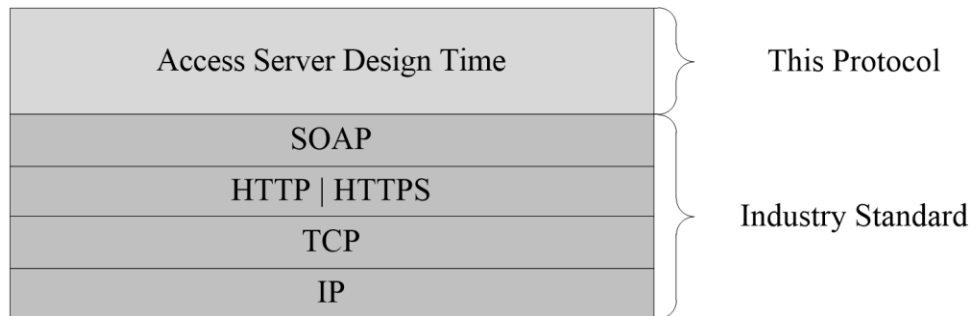 Access Server Design Time
This Protocol
SOAP
HTTP | HTTPS
TCP
IP
Industry Standard